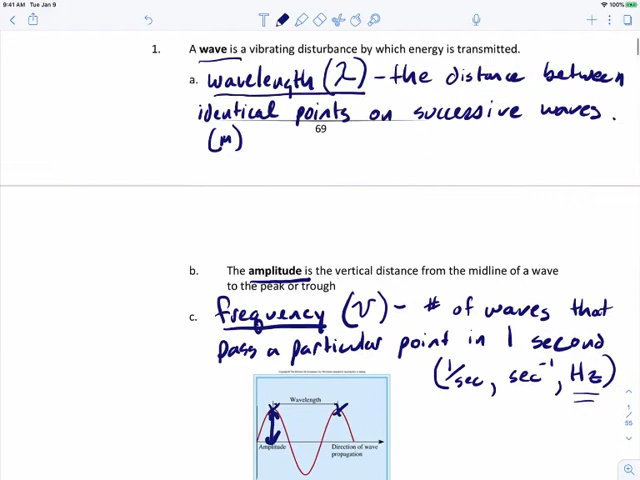 9:41 AM Tue Jan 9
100%
1. A wave is a vibrating disturbance by which energy is transmitted.
a. wavelength (λ) - the distance between
identical points on successive waves.
69
(m)
b. The amplitude is the vertical distance from the midline of a wave
to the peak or trough
c. frequency (ν) - # of waves that
pass a particular point in 1 second
(1/sec, sec⁻¹, Hz)
Wavelength
Amplitude
Direction of wave
propagation
1
/
55